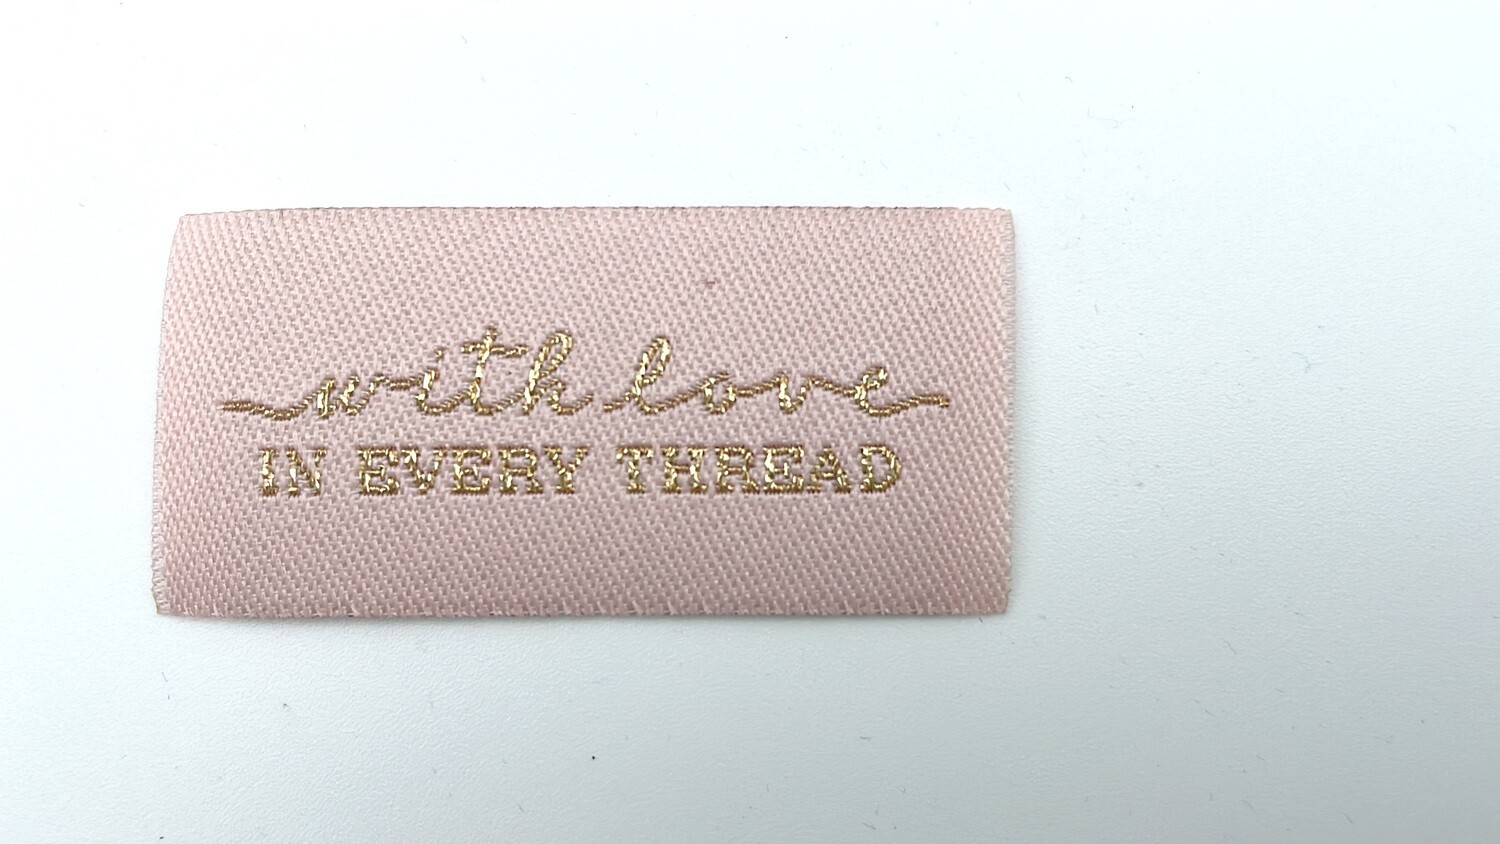 with love
IN EVERY THREAD